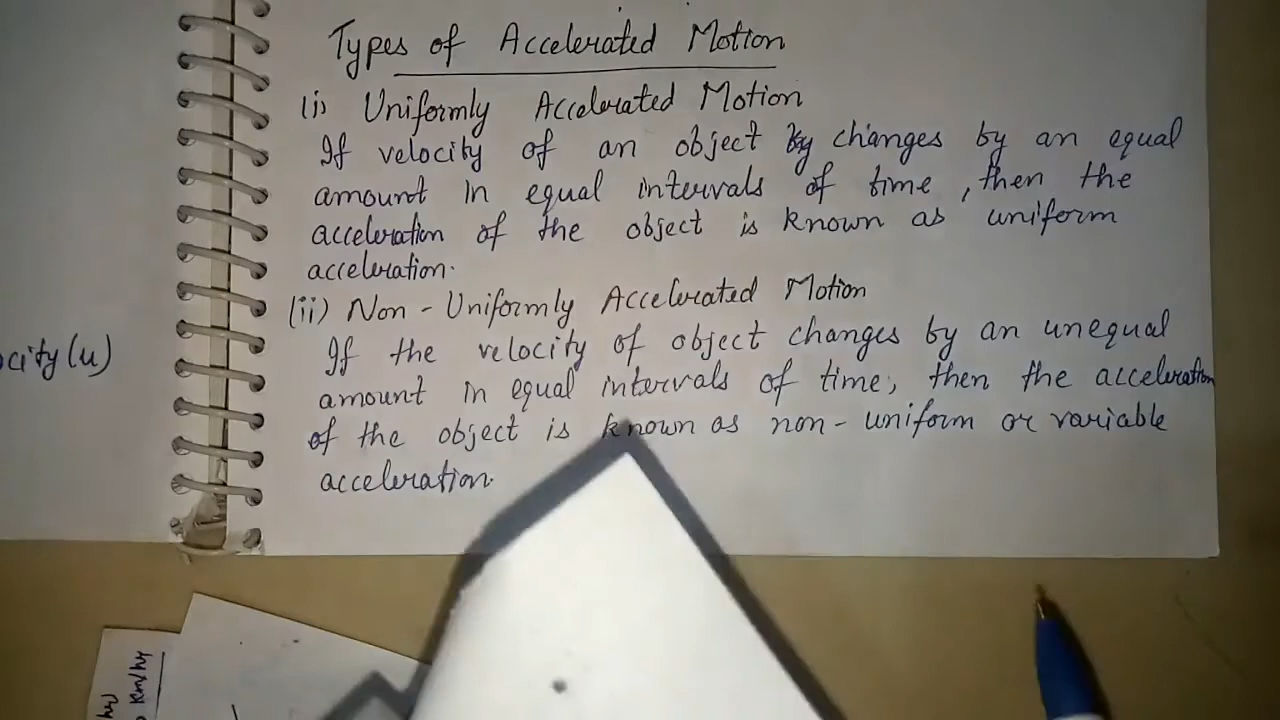 Types of Accelerated Motion
(i) Uniformly Accelerated Motion
If velocity of an object changes by an equal
amount in equal intervals of time, then the
acceleration of the object is known as uniform
acceleration.
(ii) Non-Uniformly Accelerated Motion
If the velocity of object changes by an unequal
amount in equal intervals of time, then the acceleration
of the object is known as non-uniform or variable
acceleration.
ocity (u)
Km/hr